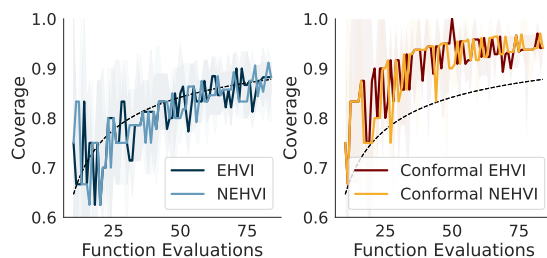 Coverage
1.0
0.9
0.8
0.7
0.6
EHVI
NEHVI
25
50
75
Function Evaluations
Coverage
1.0
0.9
0.8
0.7
0.6
Conformal EHVI
Conformal NEHVI
25
50
75
Function Evaluations